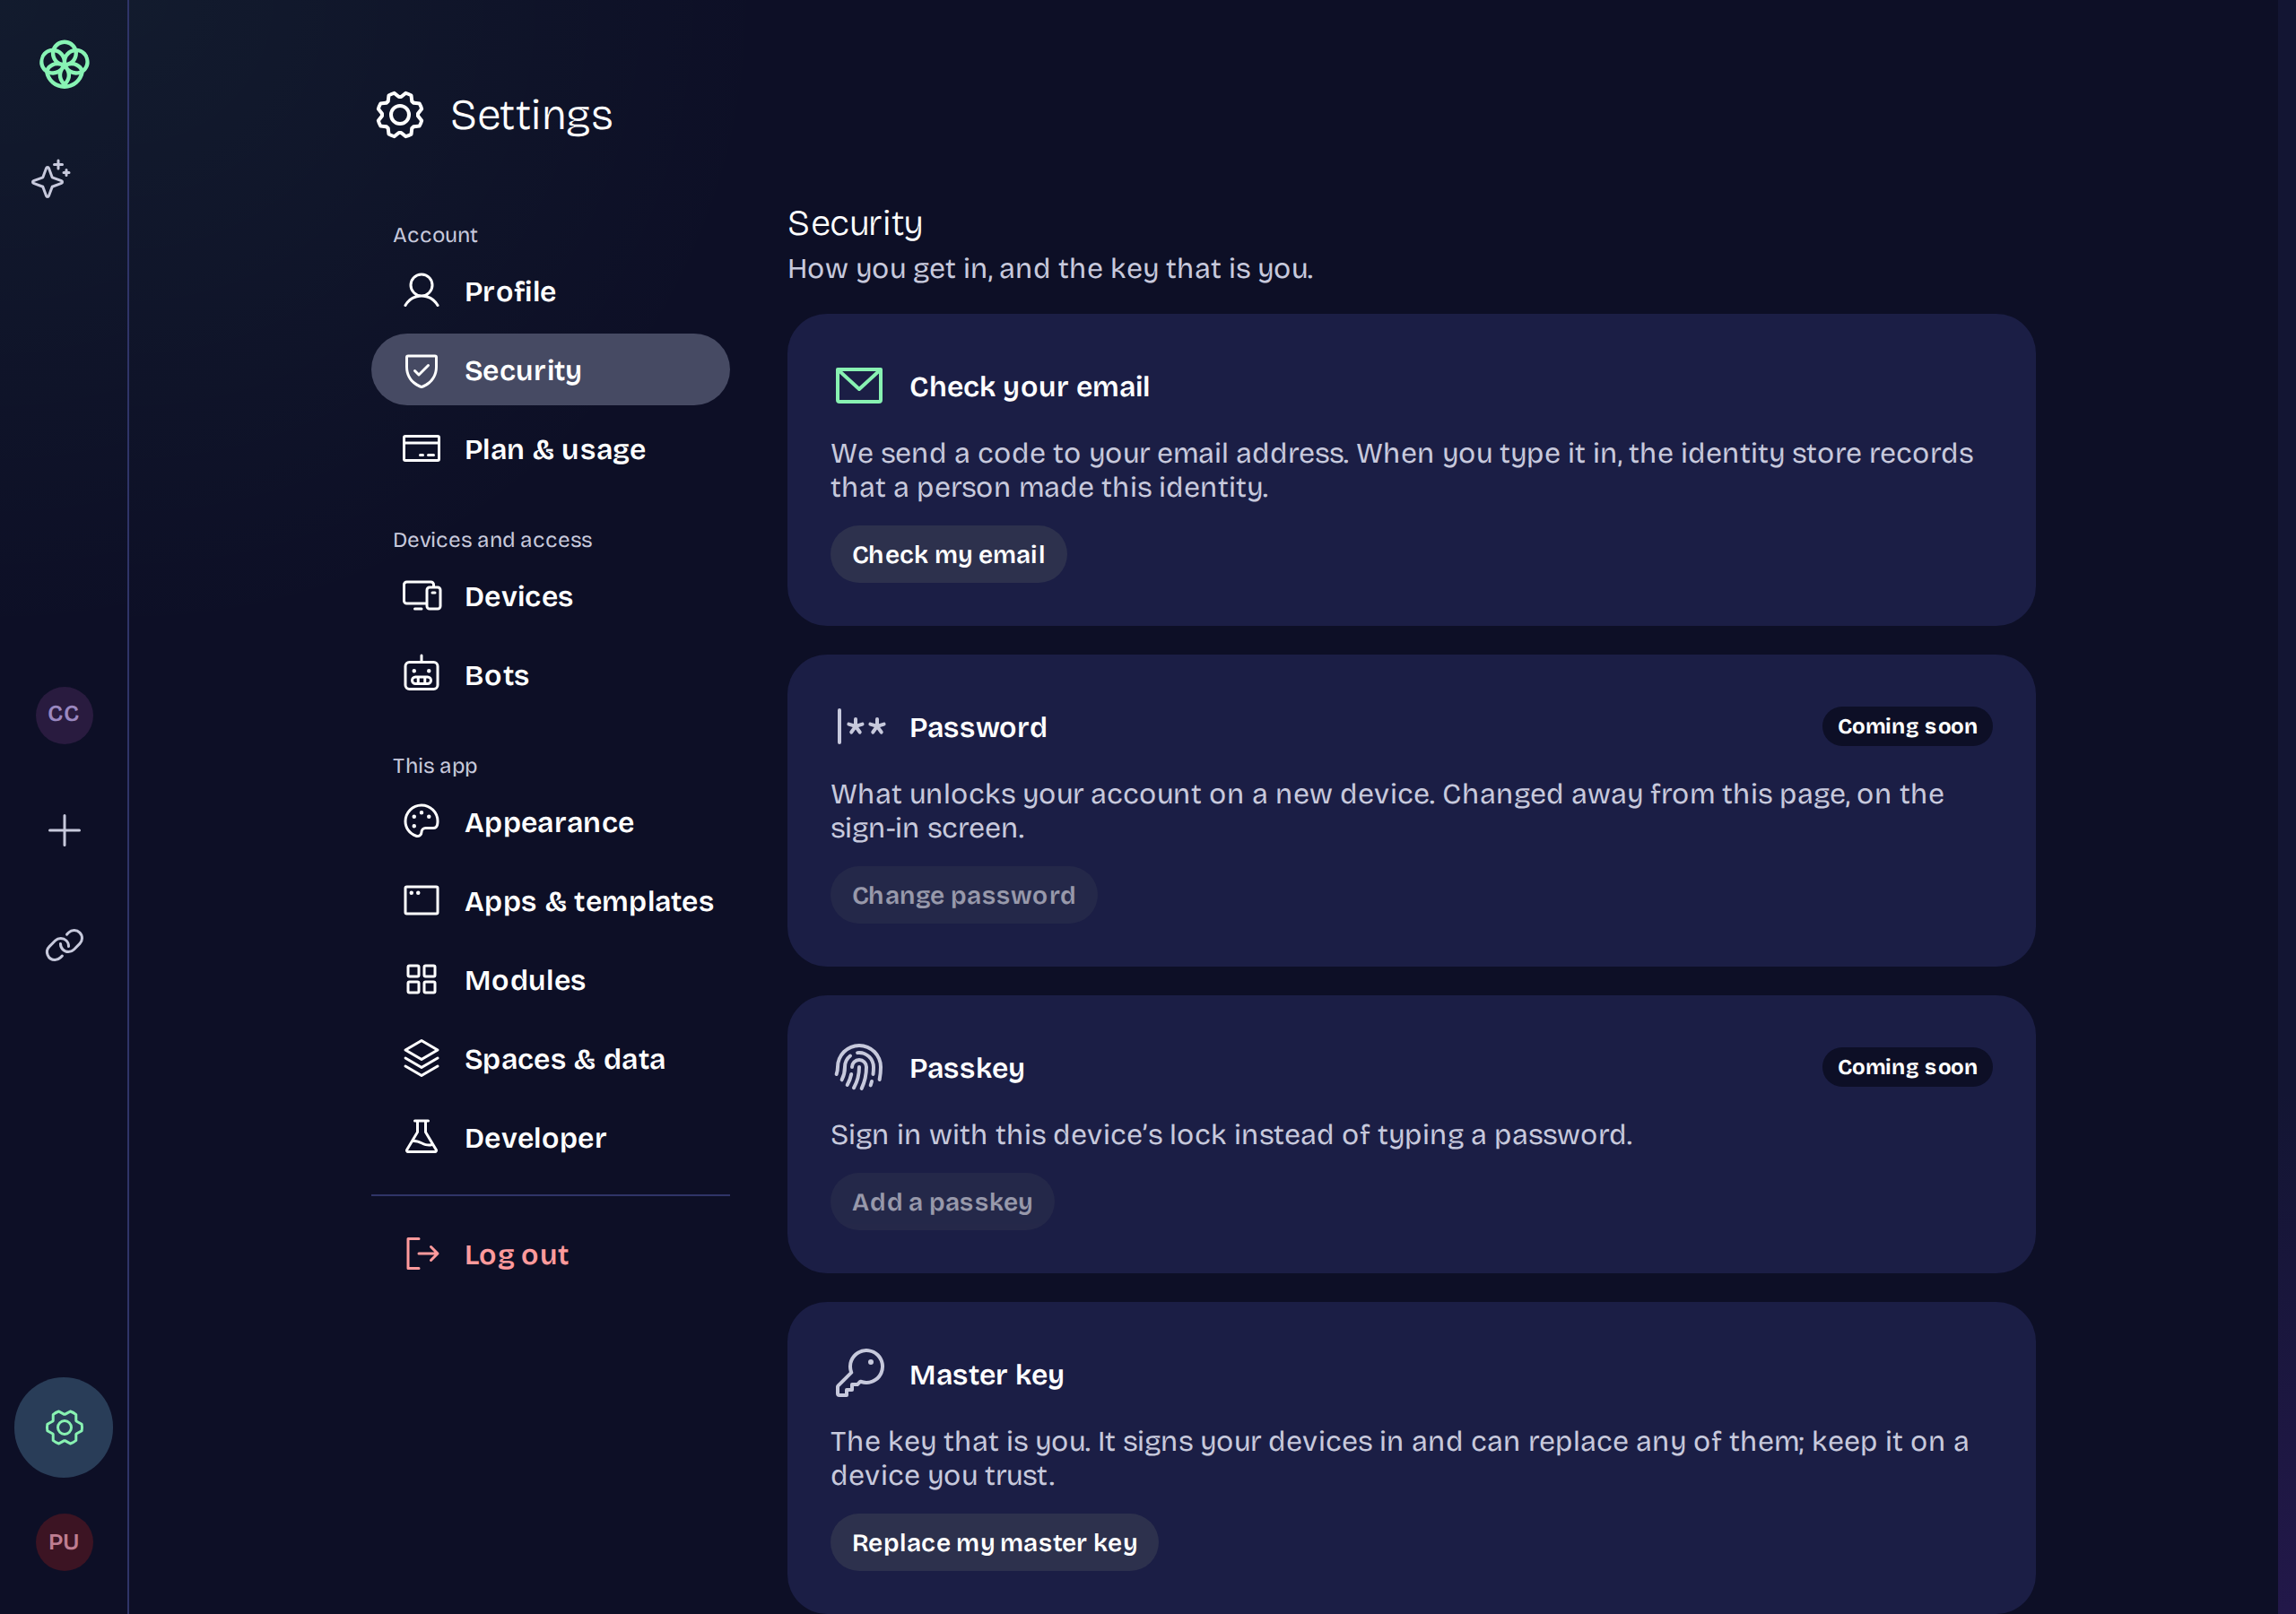 Settings
Account
Profile
Security
Plan & usage
Devices and access
Devices
Bots
This app
Appearance
Apps & templates
Modules
Spaces & data
Developer
Log out
CC
PU
Security
How you get in, and the key that is you.
Check your email
We send a code to your email address. When you type it in, the identity store records
that a person made this identity.
Check my email
Password
Coming soon
What unlocks your account on a new device. Changed away from this page, on the
sign-in screen.
Change password
Passkey
Coming soon
Sign in with this device’s lock instead of typing a password.
Add a passkey
Master key
The key that is you. It signs your devices in and can replace any of them; keep it on a
device you trust.
Replace my master key